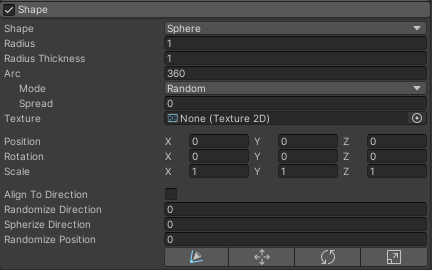 Shape
Shape Sphere
Radius 1
Radius Thickness 1
Arc 360
Mode Random
Spread 0
Texture None (Texture 2D)
Position X 0 Y 0 Z 0
Rotation X 0 Y 0 Z 0
Scale X 1 Y 1 Z 1
Align To Direction
Randomize Direction 0
Spherize Direction 0
Randomize Position 0